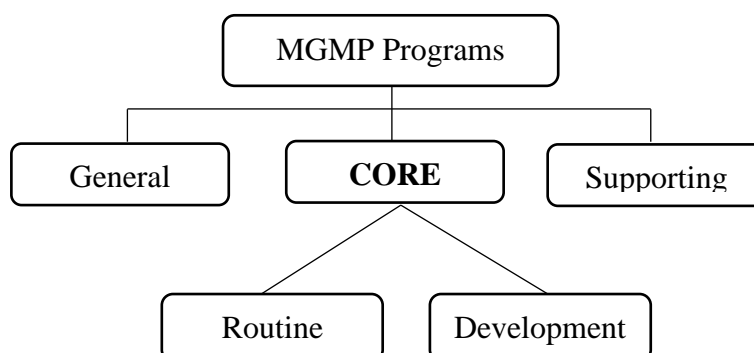 MGMP Programs
General
CORE
Supporting
Routine
Development